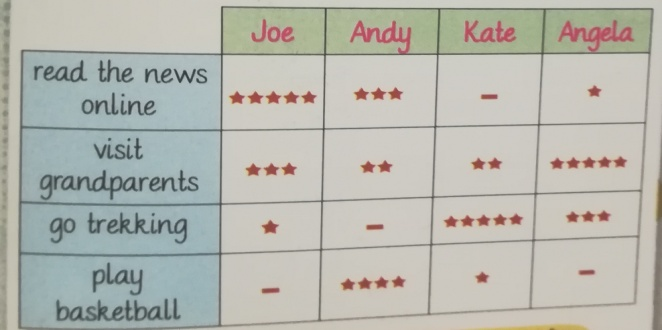 Joe Andy Kate Angela
read the news
online ★★★★★ ★★★ – ★
visit
grandparents ★★★ ★★ ★★ ★★★★★
go trekking ★ – ★★★★★ ★★★
play
basketball – ★★★★ ★ –